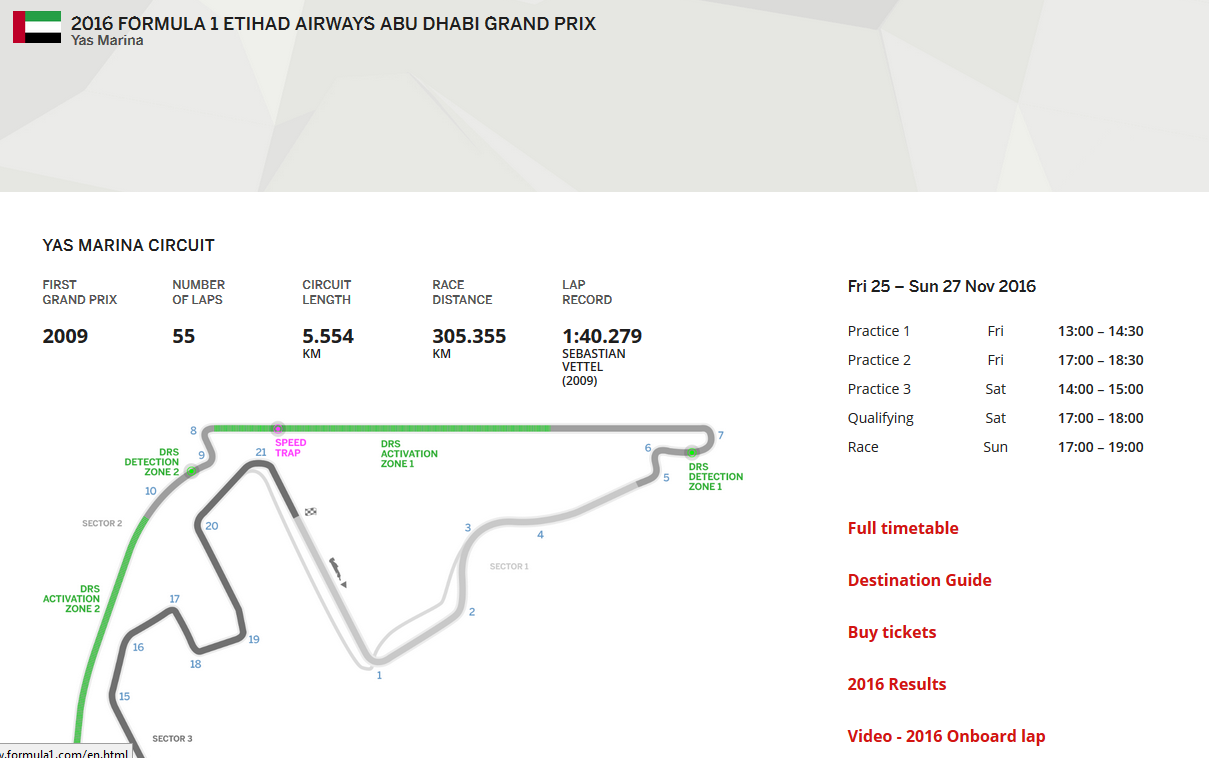 2016 FORMULA 1 ETIHAD AIRWAYS ABU DHABI GRAND PRIX
Yas Marina
YAS MARINA CIRCUIT
FIRST
GRAND PRIX
2009
NUMBER
OF LAPS
55
CIRCUIT
LENGTH
5.554
KM
RACE
DISTANCE
305.355
KM
LAP
RECORD
1:40.279
SEBASTIAN
VETTEL
(2009)
8
SPEED
TRAP
DRS
ACTIVATION
ZONE 1
7
6
5
DRS
DETECTION
ZONE 1
DRS
DETECTION
ZONE 2
9
21
10
SECTOR 2
20
3
4
SECTOR 1
DRS
ACTIVATION
ZONE 2
17
2
16
18
19
1
15
SECTOR 3
Fri 25 – Sun 27 Nov 2016
Practice 1 Fri 13:00 – 14:30
Practice 2 Fri 17:00 – 18:30
Practice 3 Sat 14:00 – 15:00
Qualifying Sat 17:00 – 18:00
Race Sun 17:00 – 19:00
Full timetable
Destination Guide
Buy tickets
2016 Results
Video - 2016 Onboard lap
.formula1.com/en.html